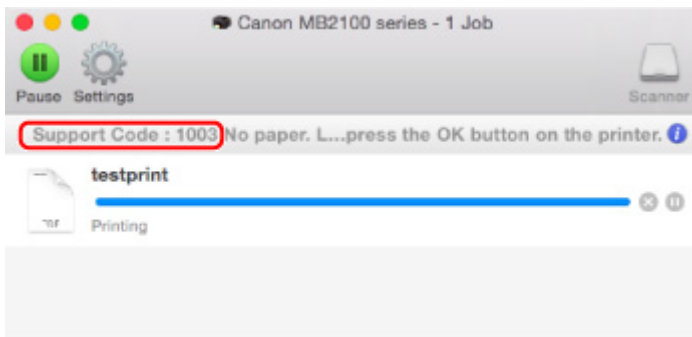 Canon MB2100 series - 1 Job
Pause Settings
Scanner
Support Code : 1003 No paper. L...press the OK button on the printer.
testprint
Printing